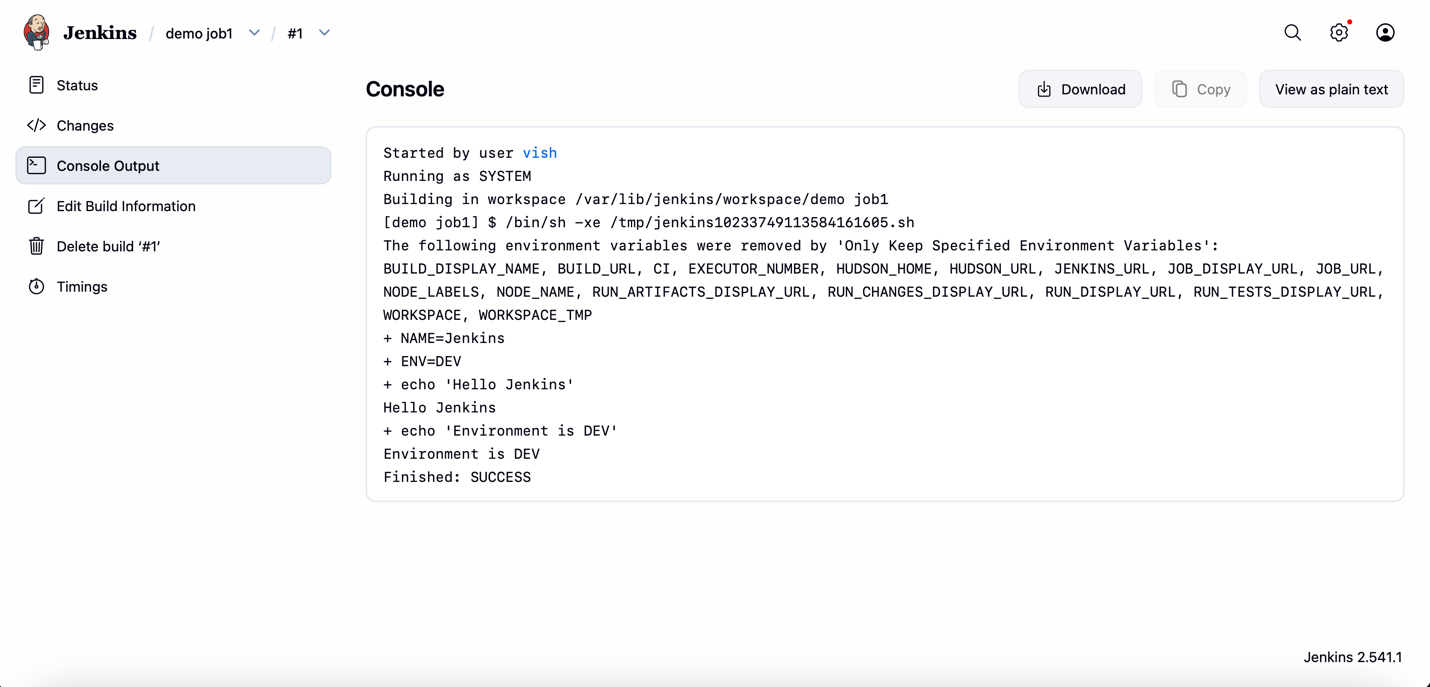 Jenkins / demo job1 / #1
Status
Changes
Console Output
Edit Build Information
Delete build ‘#1’
Timings
Console
Download
Copy
View as plain text
Started by user vish
Running as SYSTEM
Building in workspace /var/lib/jenkins/workspace/demo job1
[demo job1] $ /bin/sh -xe /tmp/jenkins10233749113584161605.sh
The following environment variables were removed by 'Only Keep Specified Environment Variables':
BUILD_DISPLAY_NAME, BUILD_URL, CI, EXECUTOR_NUMBER, HUDSON_HOME, HUDSON_URL, JENKINS_URL, JOB_DISPLAY_URL, JOB_URL,
NODE_LABELS, NODE_NAME, RUN_ARTIFACTS_DISPLAY_URL, RUN_CHANGES_DISPLAY_URL, RUN_DISPLAY_URL, RUN_TESTS_DISPLAY_URL,
WORKSPACE, WORKSPACE_TMP
+ NAME=Jenkins
+ ENV=DEV
+ echo 'Hello Jenkins'
Hello Jenkins
+ echo 'Environment is DEV'
Environment is DEV
Finished: SUCCESS
Jenkins 2.541.1